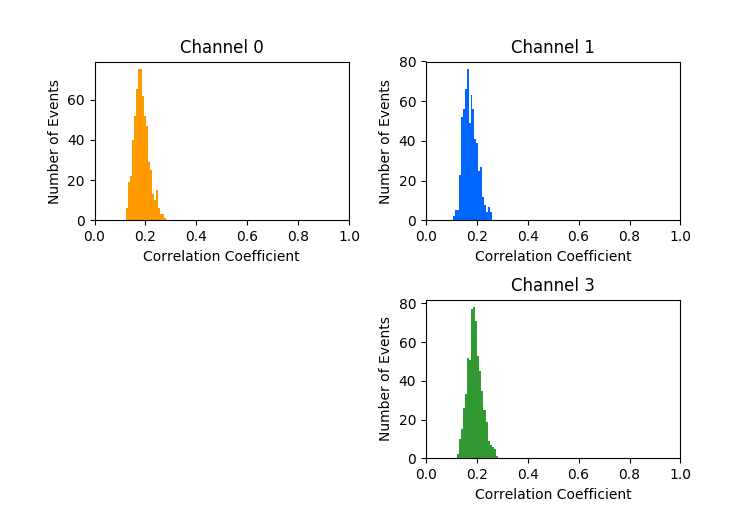 Channel 0
Number of Events
60
40
20
0
0.0 0.2 0.4 0.6 0.8 1.0
Correlation Coefficient
Channel 1
Number of Events
80
60
40
20
0
0.0 0.2 0.4 0.6 0.8 1.0
Correlation Coefficient
Channel 3
Number of Events
80
60
40
20
0
0.0 0.2 0.4 0.6 0.8 1.0
Correlation Coefficient